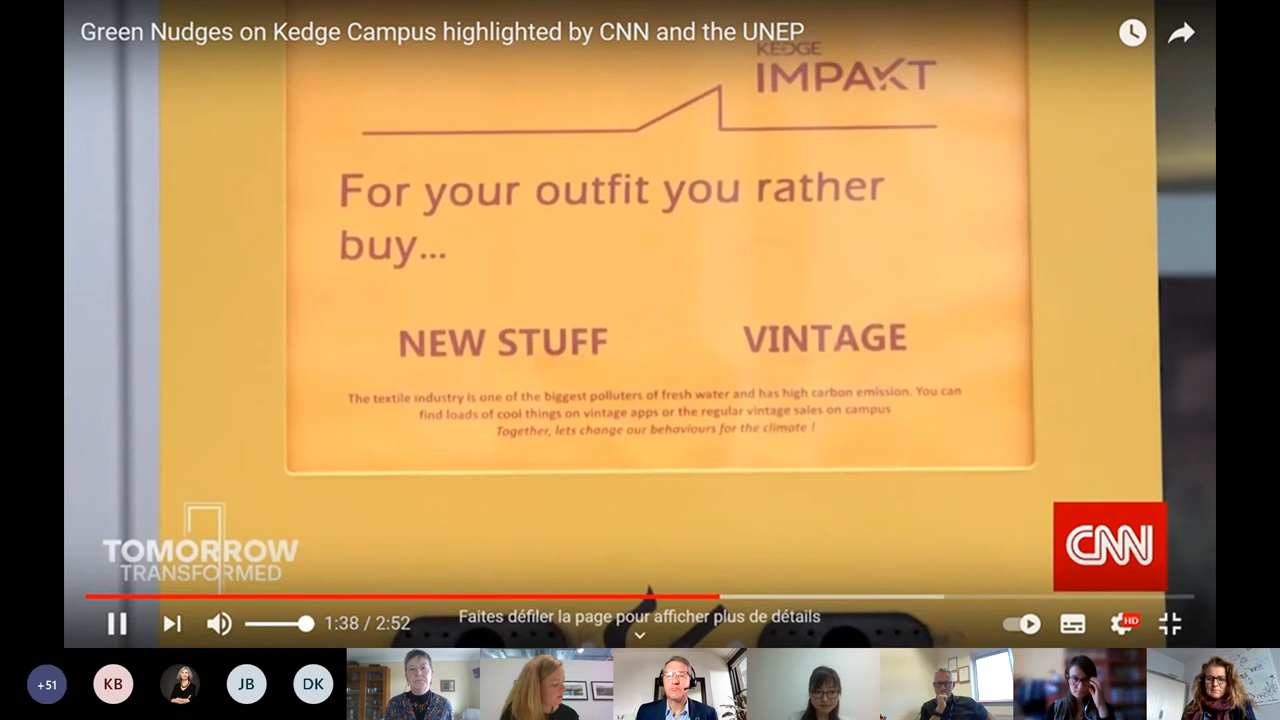 Green Nudges on Kedge Campus highlighted by CNN and the UNEP
KEDGE
IMPAKT
For your outfit you rather
buy...
NEW STUFF
VINTAGE
The textile industry is one of the biggest polluters of fresh water and has high carbon emission. You can
find loads of cool things on vintage apps or the regular vintage sales on campus
Together, lets change our behaviours for the climate !
TOMORROW
TRANSFORMED
CNN
1:38 / 2:52
Faites défiler la page pour afficher plus de détails
HD
+51
KB
JB
DK